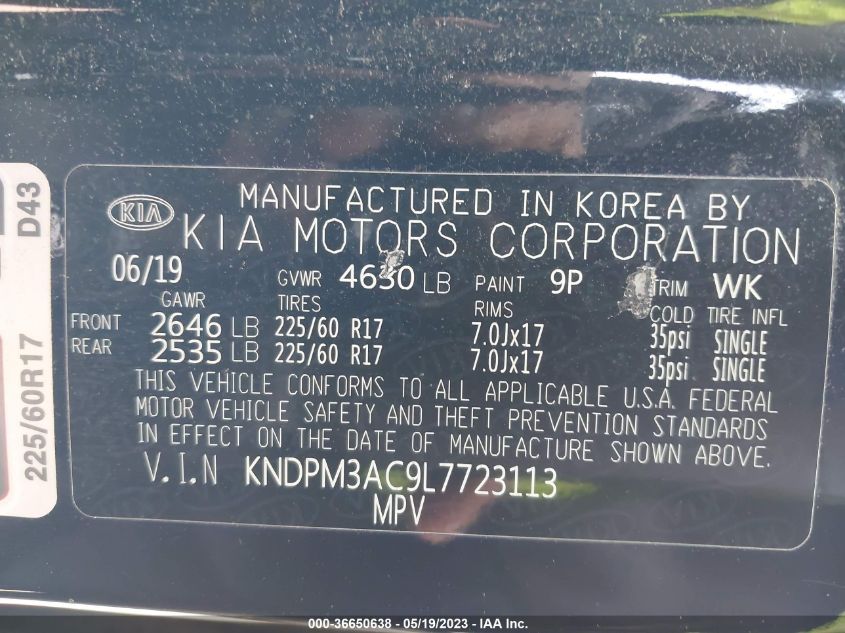 MANUFACTURED IN KOREA BY
KIA KIA MOTORS CORPORATION
06/19 GVWR 4630 LB PAINT 9P TRIM WK
GAWR TIRES RIMS COLD TIRE INFL
FRONT 2646 LB 225/60 R17 7.0Jx17 35psi SINGLE
REAR 2535 LB 225/60 R17 7.0Jx17 35psi SINGLE
THIS VEHICLE CONFORMS TO ALL APPLICABLE U.S.A. FEDERAL
MOTOR VEHICLE SAFETY AND THEFT PREVENTION STANDARDS
IN EFFECT ON THE DATE OF MANUFACTURE SHOWN ABOVE.
V.I.N KNDPM3AC9L7723113
MPV
225/60R17 D43
000-36650638 - 05/19/2023 - IAA Inc.